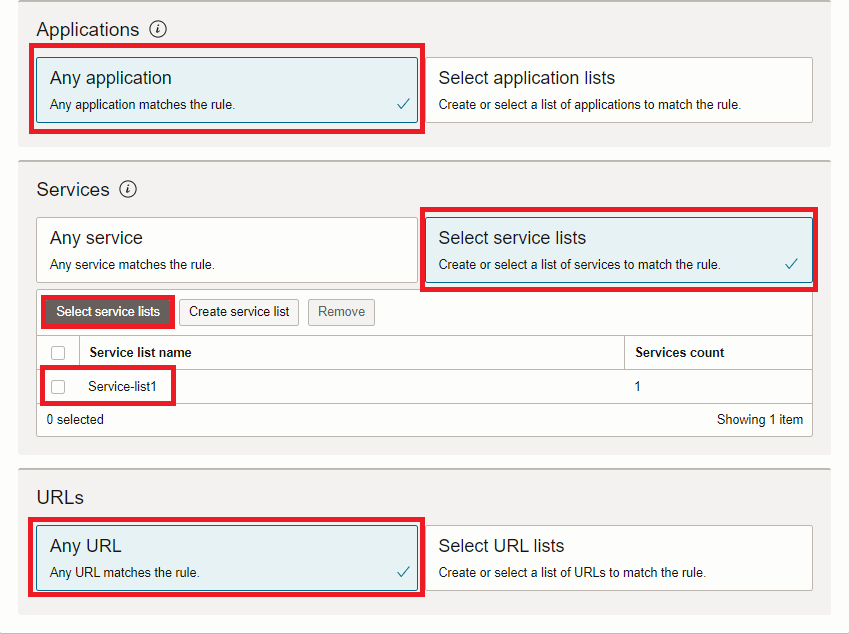 Applications
Any application
Any application matches the rule.
Select application lists
Create or select a list of applications to match the rule.
Services
Any service
Any service matches the rule.
Select service lists
Create or select a list of services to match the rule.
Select service lists
Create service list
Remove
Service list name
Services count
Service-list1
1
0 selected
Showing 1 item
URLs
Any URL
Any URL matches the rule.
Select URL lists
Create or select a list of URLs to match the rule.